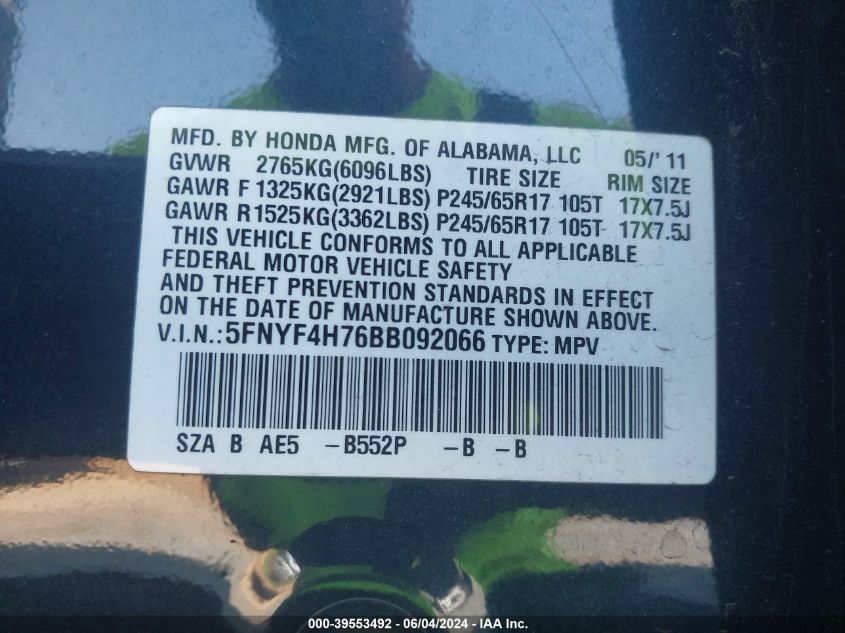 MFD. BY HONDA MFG. OF ALABAMA, LLC 05/' 11
GVWR 2765KG(6096LBS) TIRE SIZE RIM SIZE
GAWR F 1325KG(2921LBS) P245/65R17 105T 17X7.5J
GAWR R 1525KG(3362LBS) P245/65R17 105T 17X7.5J
THIS VEHICLE CONFORMS TO ALL APPLICABLE
FEDERAL MOTOR VEHICLE SAFETY
AND THEFT PREVENTION STANDARDS IN EFFECT
ON THE DATE OF MANUFACTURE SHOWN ABOVE.
V.I.N.: 5FNYF4H76BB092066 TYPE: MPV
SZA B AE5 -B552P -B -B
000-39553492 - 06/04/2024 - IAA Inc.